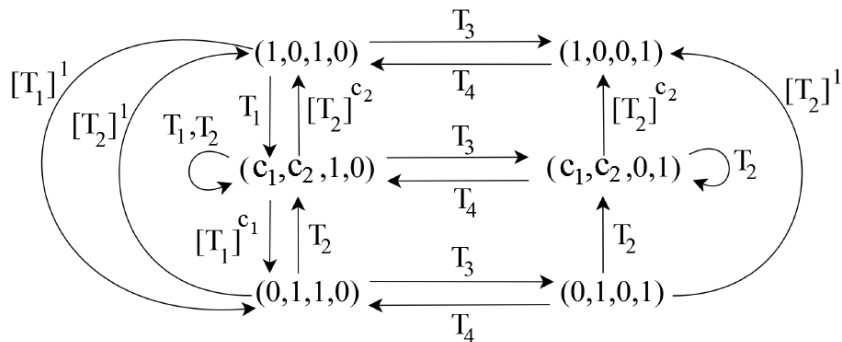 (1,0,1,0) T₃ (1,0,0,1)
T₄
[T₁]¹ [T₂]¹ T₁ [T₂]^c₂ [T₂]^c₂ [T₂]¹
T₁,T₂ (c₁,c₂,1,0) T₃ (c₁,c₂,0,1) T₂
T₄
[T₁]^c₁ T₂ T₂
(0,1,1,0) T₃ (0,1,0,1)
T₄